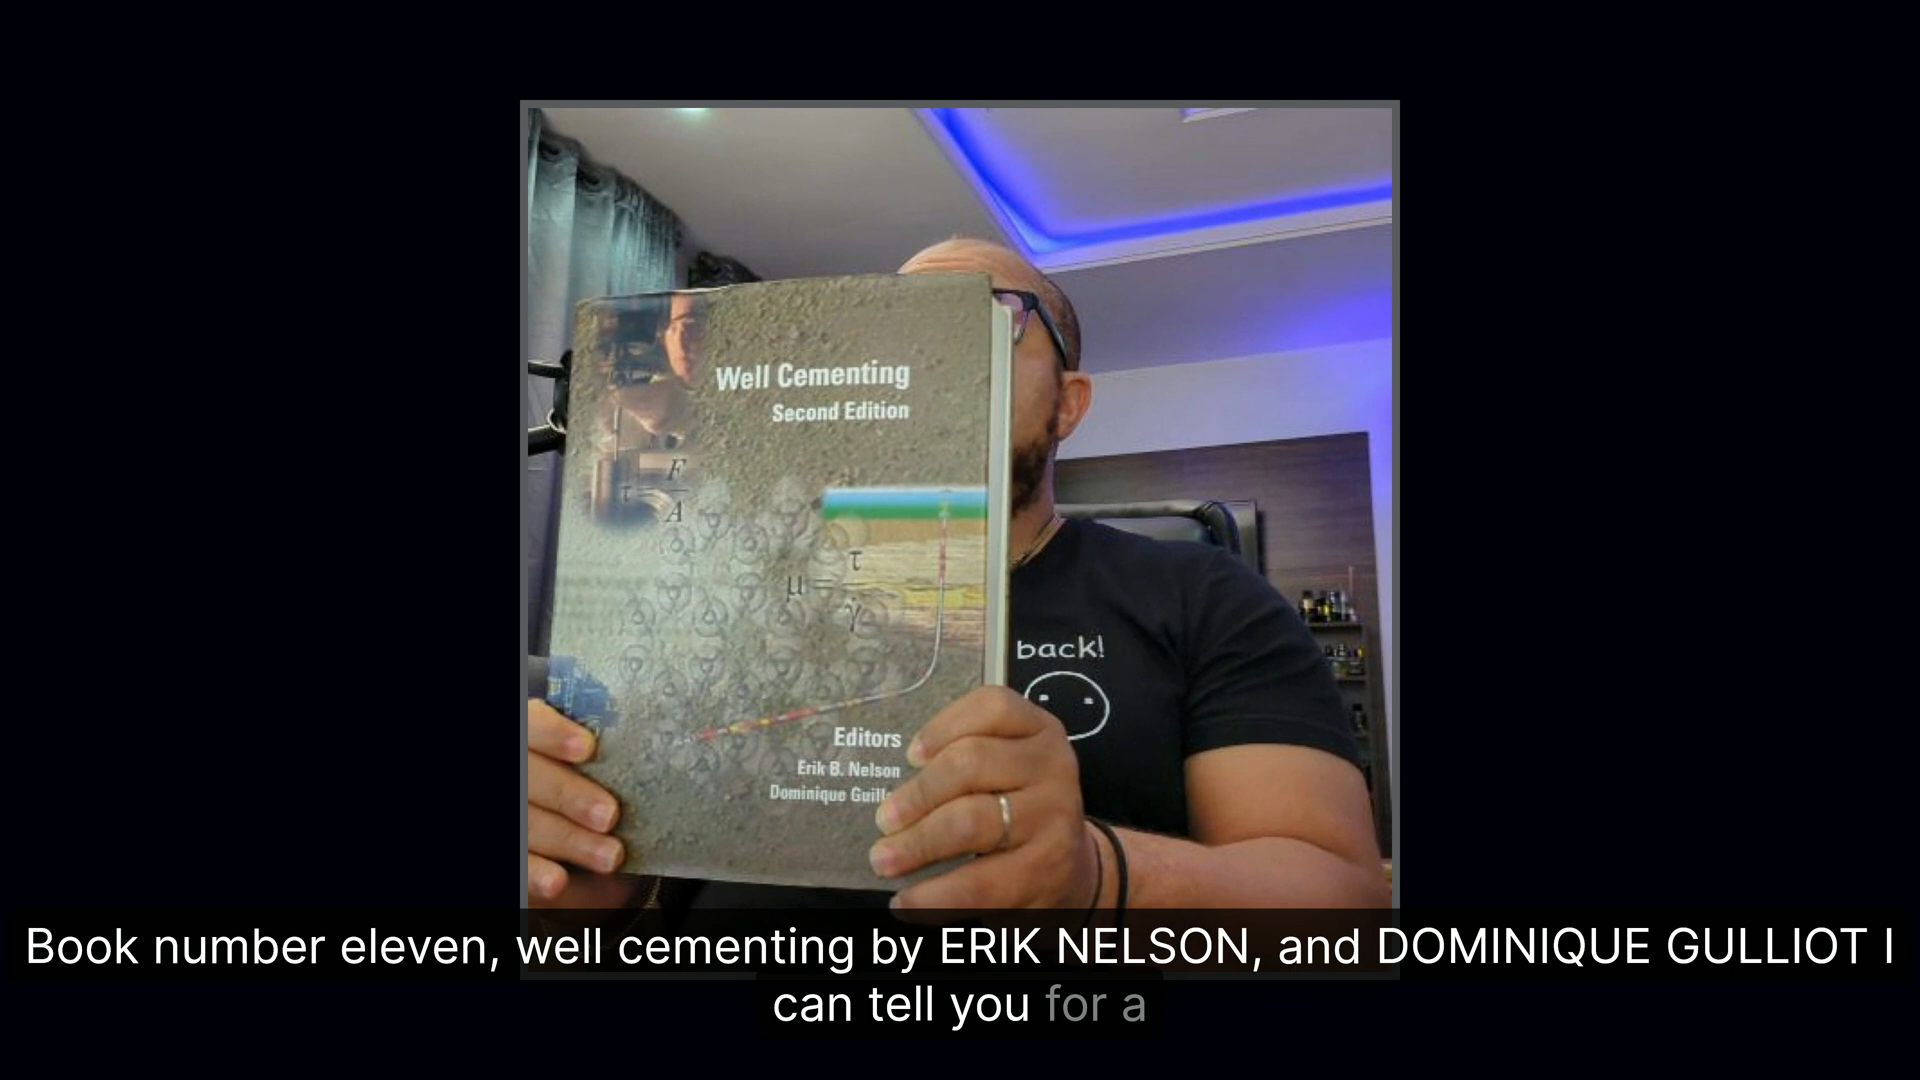 Well Cementing
Second Edition
τ = F / A
μ = τ / γ̇
back!
Editors
Erik B. Nelson
Dominique
Book number eleven, well cementing by ERIK NELSON, and DOMINIQUE GULLIOT I
can tell you for a